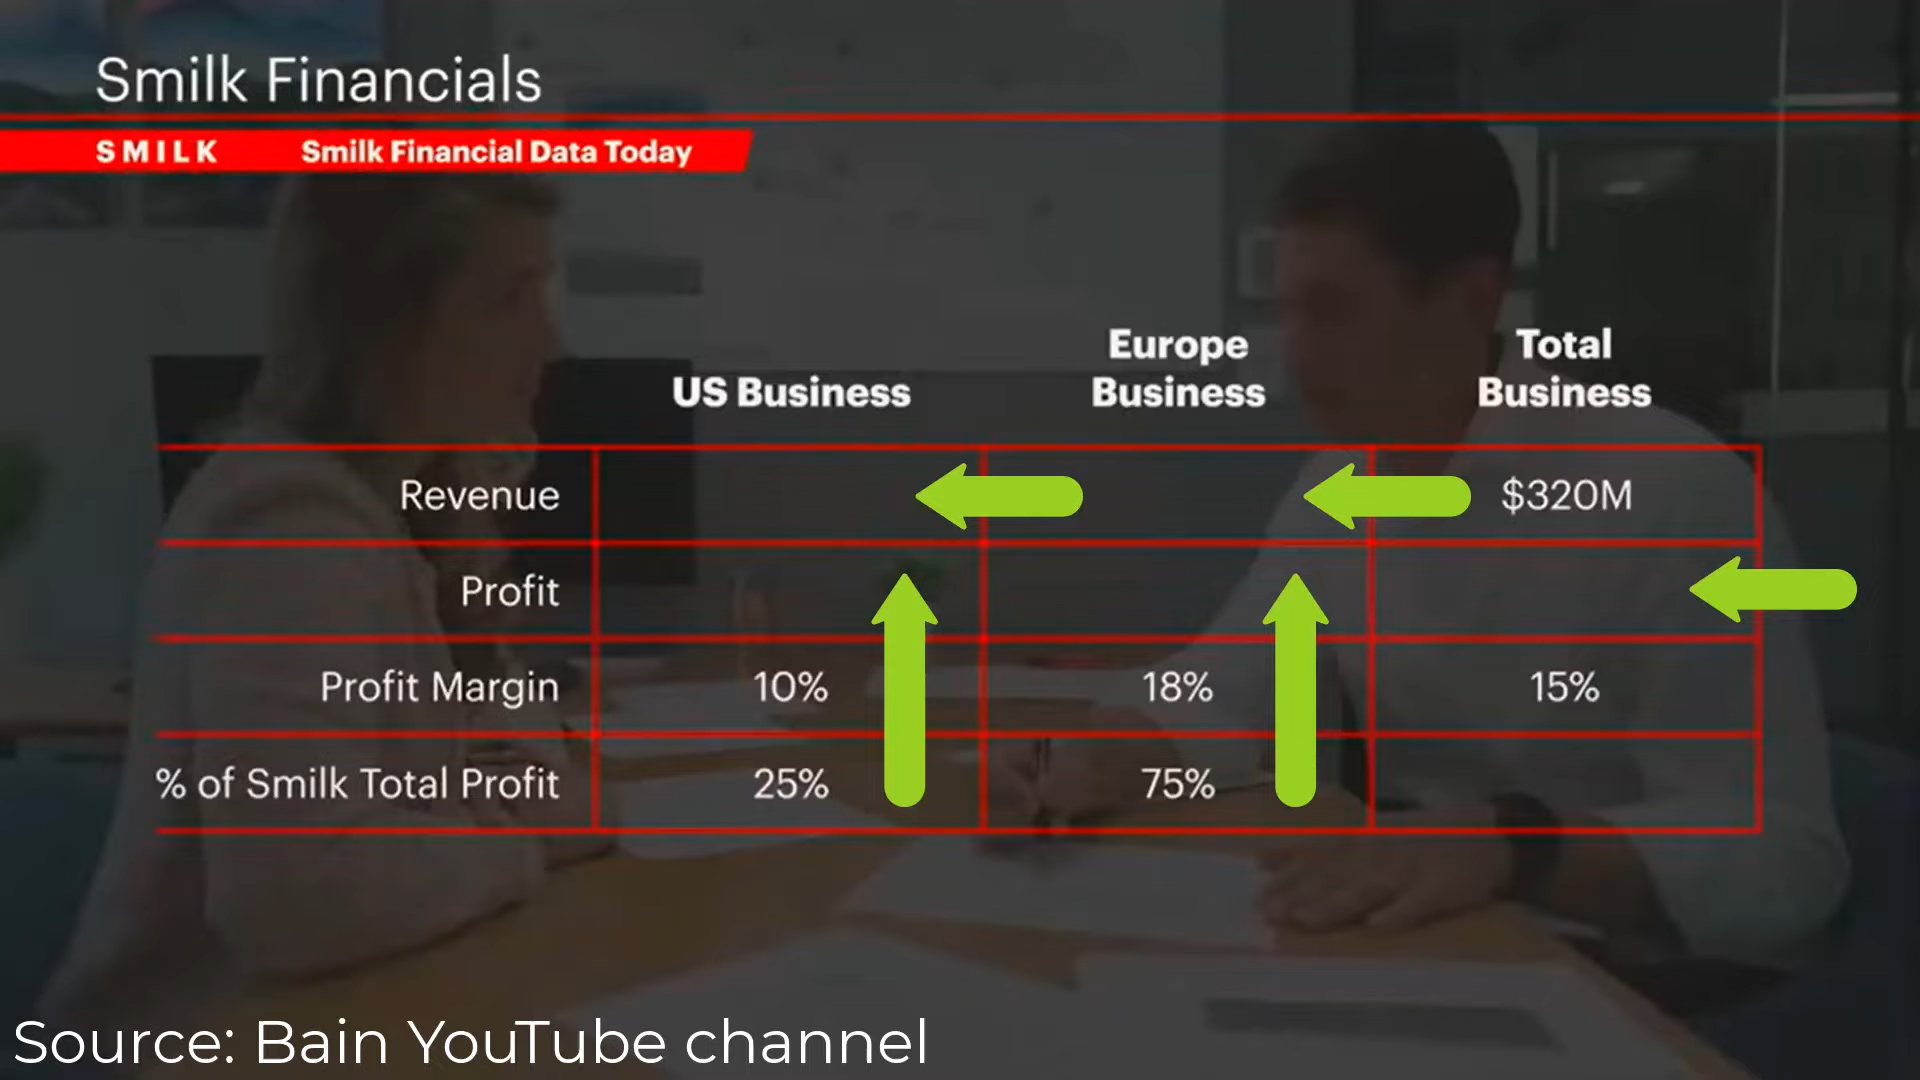 Smilk Financials
SMILK Smilk Financial Data Today
US Business Europe Business Total Business
Revenue $320M
Profit
Profit Margin 10% 18% 15%
% of Smilk Total Profit 25% 75%
Source: Bain YouTube channel